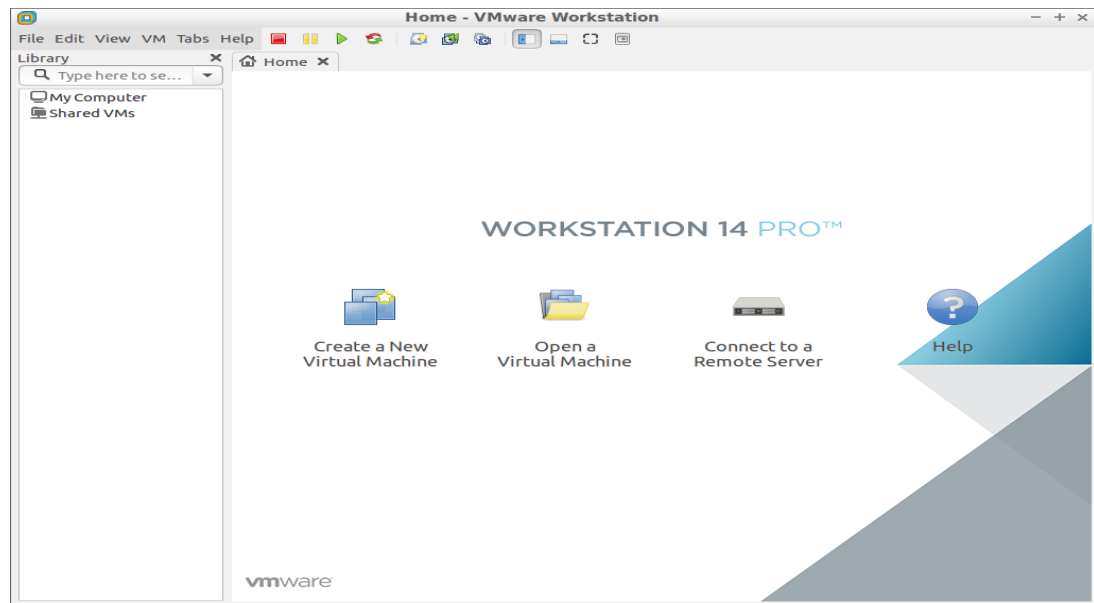 Home - VMware Workstation
File Edit View VM Tabs Help
Library
Home
Type here to se...
My Computer
Shared VMs
WORKSTATION 14 PRO™
Create a New
Virtual Machine
Open a
Virtual Machine
Connect to a
Remote Server
?
Help
vmware